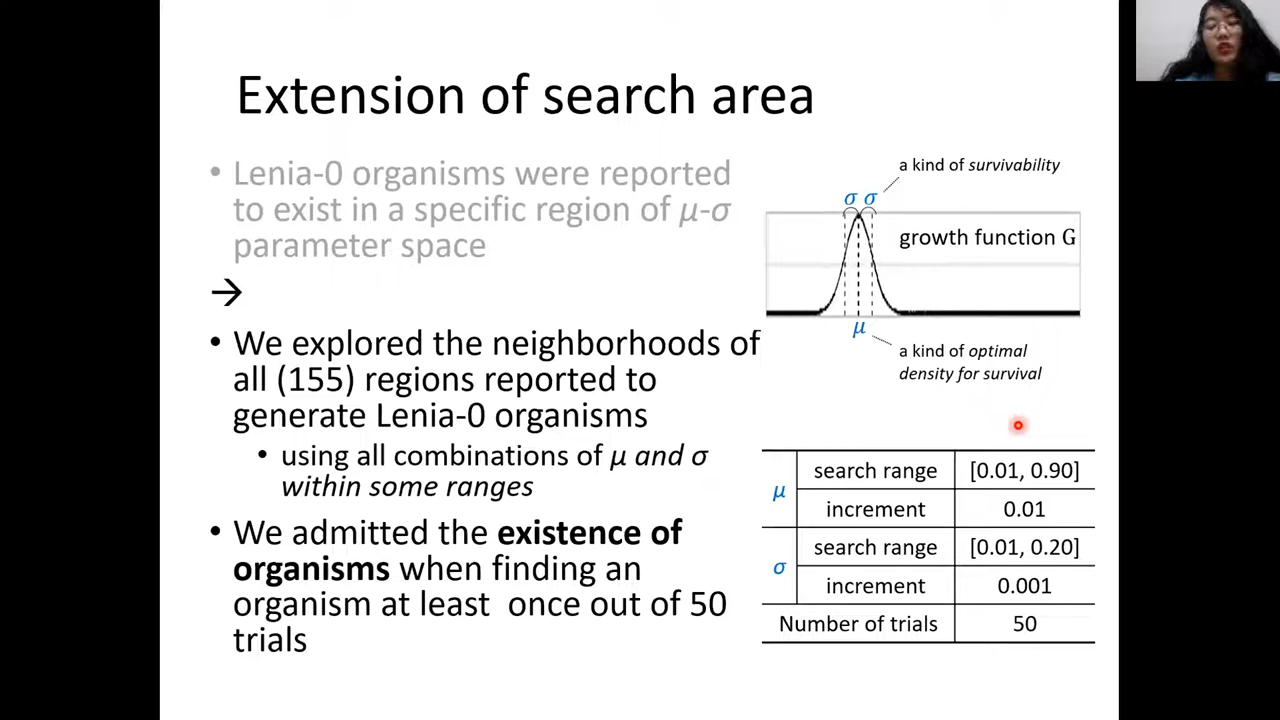 Extension of search area
• Lenia-0 organisms were reported
to exist in a specific region of μ-σ
parameter space
→
• We explored the neighborhoods of
all (155) regions reported to
generate Lenia-0 organisms
• using all combinations of μ and σ
within some ranges
• We admitted the existence of
organisms when finding an
organism at least once out of 50
trials
a kind of survivability
σ σ
growth function G
μ
a kind of optimal
density for survival
μ search range [0.01, 0.90]
increment 0.01
σ search range [0.01, 0.20]
increment 0.001
Number of trials 50